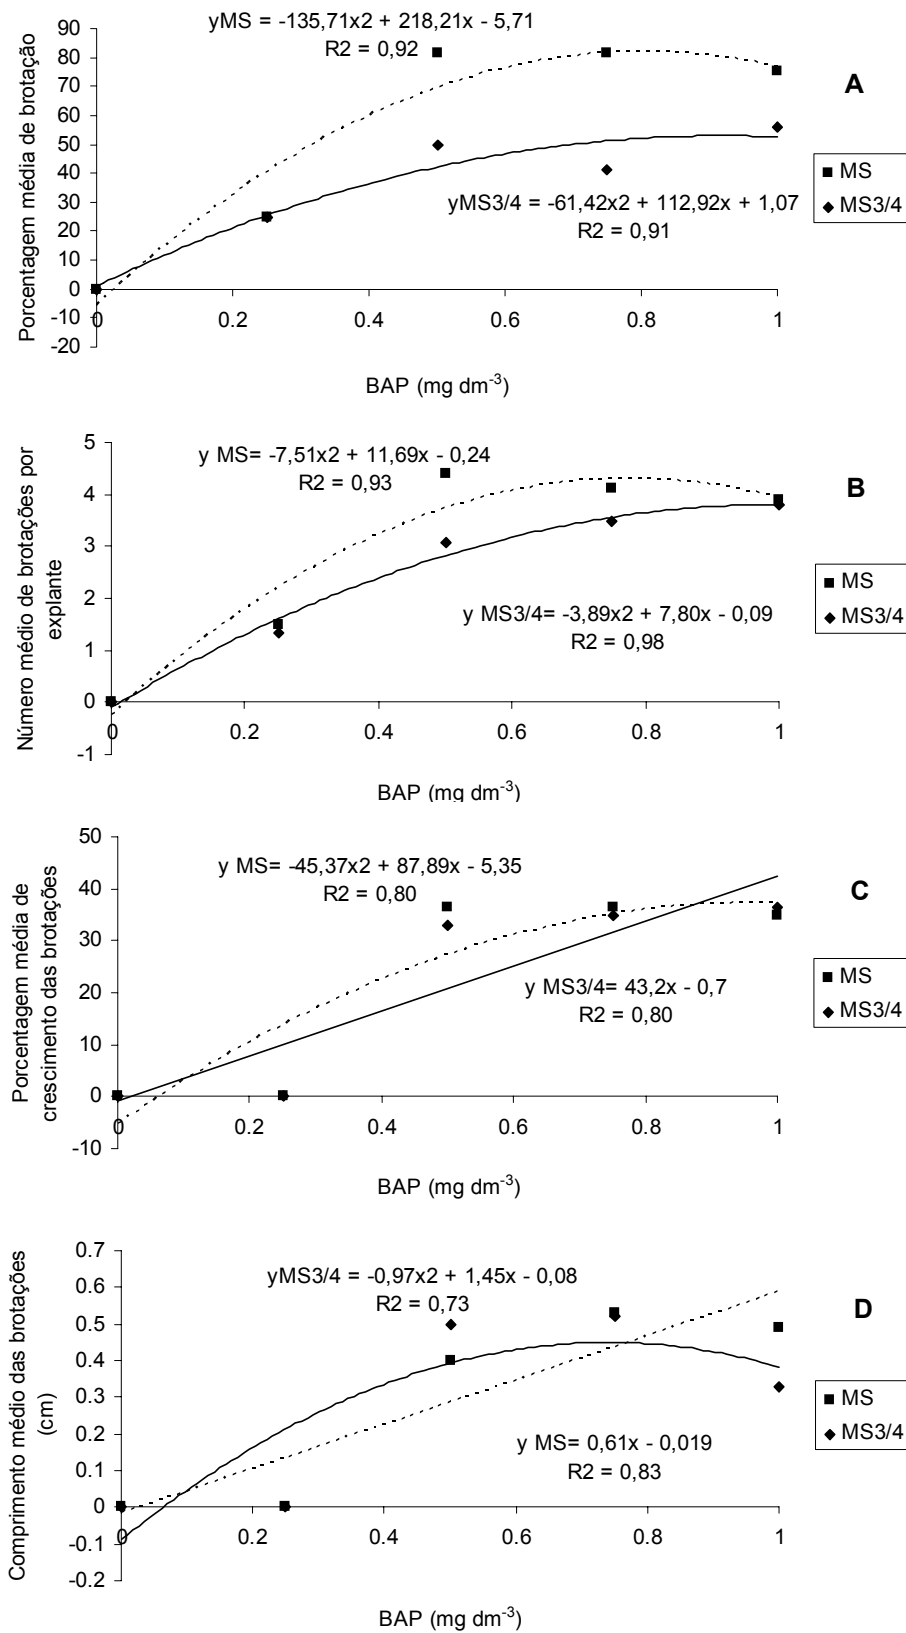 yMS = -135,71x2 + 218,21x - 5,71
R2 = 0,92
90
80
70
60
50
40
30
20
10
0
-10
-20
Porcentagem média de brotação
A
MS
MS3/4
yMS3/4 = -61,42x2 + 112,92x + 1,07
R2 = 0,91
0 0.2 0.4 0.6 0.8 1
BAP (mg dm-3)
y MS= -7,51x2 + 11,69x - 0,24
R2 = 0,93
5
4
3
2
1
0
-1
Número médio de brotações por
explante
B
MS
MS3/4
y MS3/4= -3,89x2 + 7,80x - 0,09
R2 = 0,98
0 0.2 0.4 0.6 0.8 1
BAP (mg dm-3)
y MS= -45,37x2 + 87,89x - 5,35
R2 = 0,80
50
40
30
20
10
0
-10
Porcentagem média de
crescimento das brotações
C
MS
MS3/4
y MS3/4= 43,2x - 0,7
R2 = 0,80
0 0.2 0.4 0.6 0.8 1
BAP (mg dm-3)
yMS3/4 = -0,97x2 + 1,45x - 0,08
R2 = 0,73
0.7
0.6
0.5
0.4
0.3
0.2
0.1
0
-0.1
-0.2
Comprimento médio das brotações
(cm)
D
MS
MS3/4
y MS= 0,61x - 0,019
R2 = 0,83
0 0.2 0.4 0.6 0.8 1
BAP (mg dm-3)